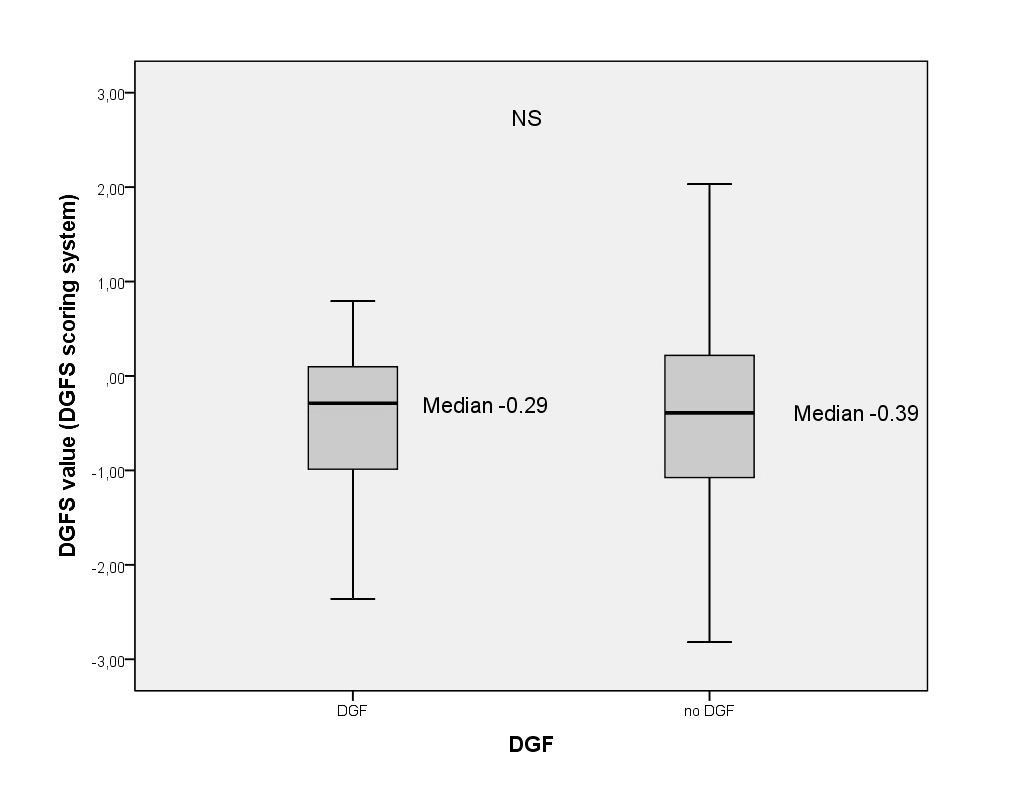 NS
3,00
2,00
1,00
,00
-1,00
-2,00
-3,00
DGFS value (DGFS scoring system)
Median -0.29
Median -0.39
DGF
no DGF
DGF